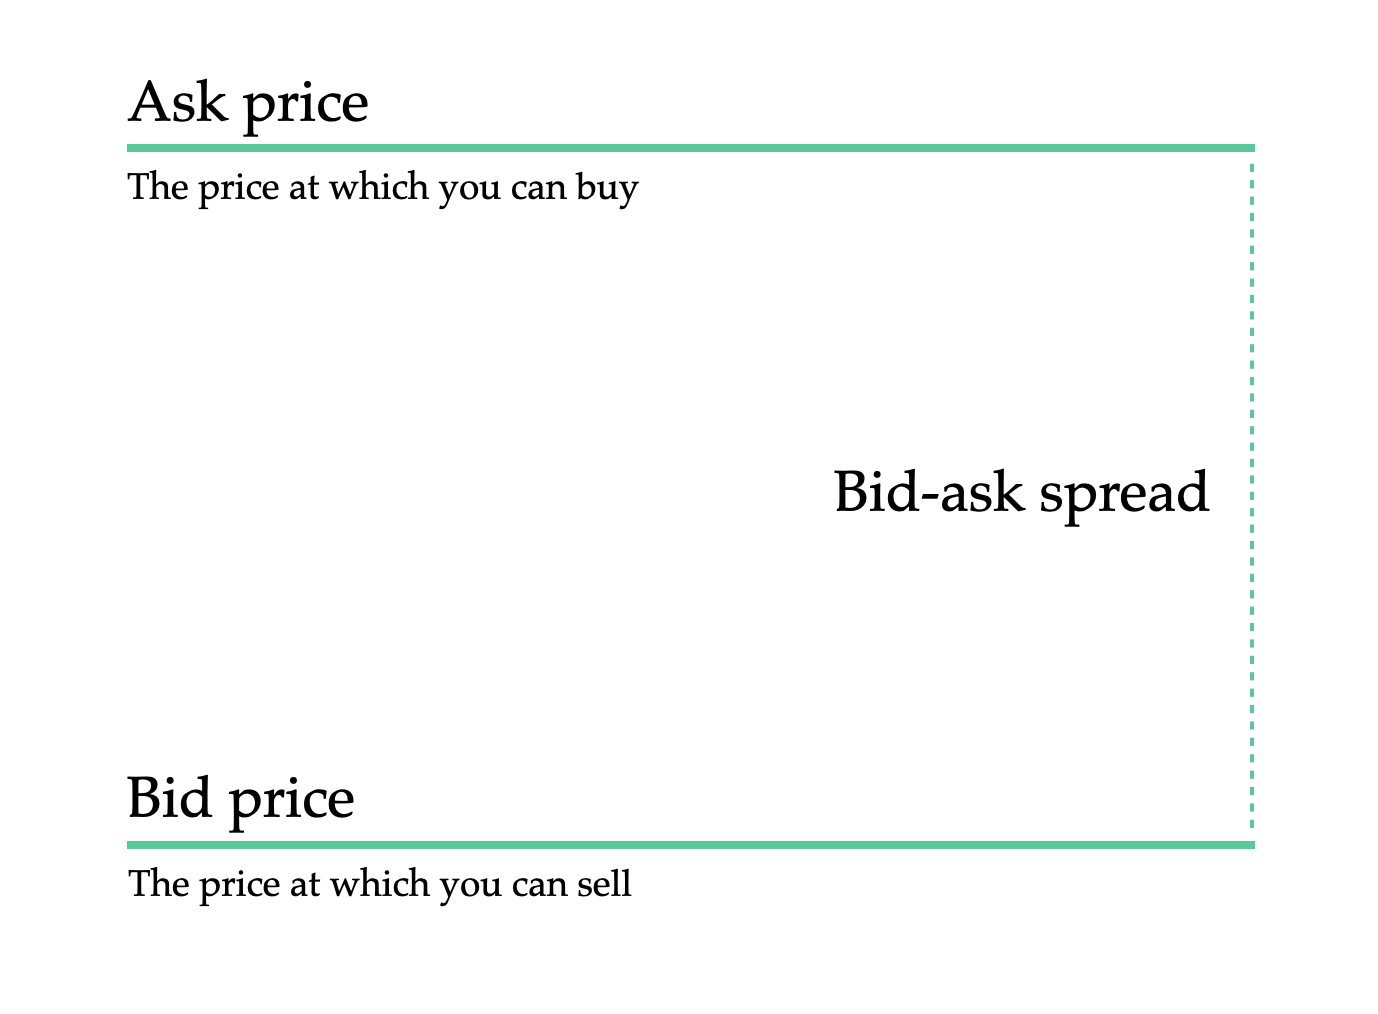 Ask price
The price at which you can buy
Bid-ask spread
Bid price
The price at which you can sell